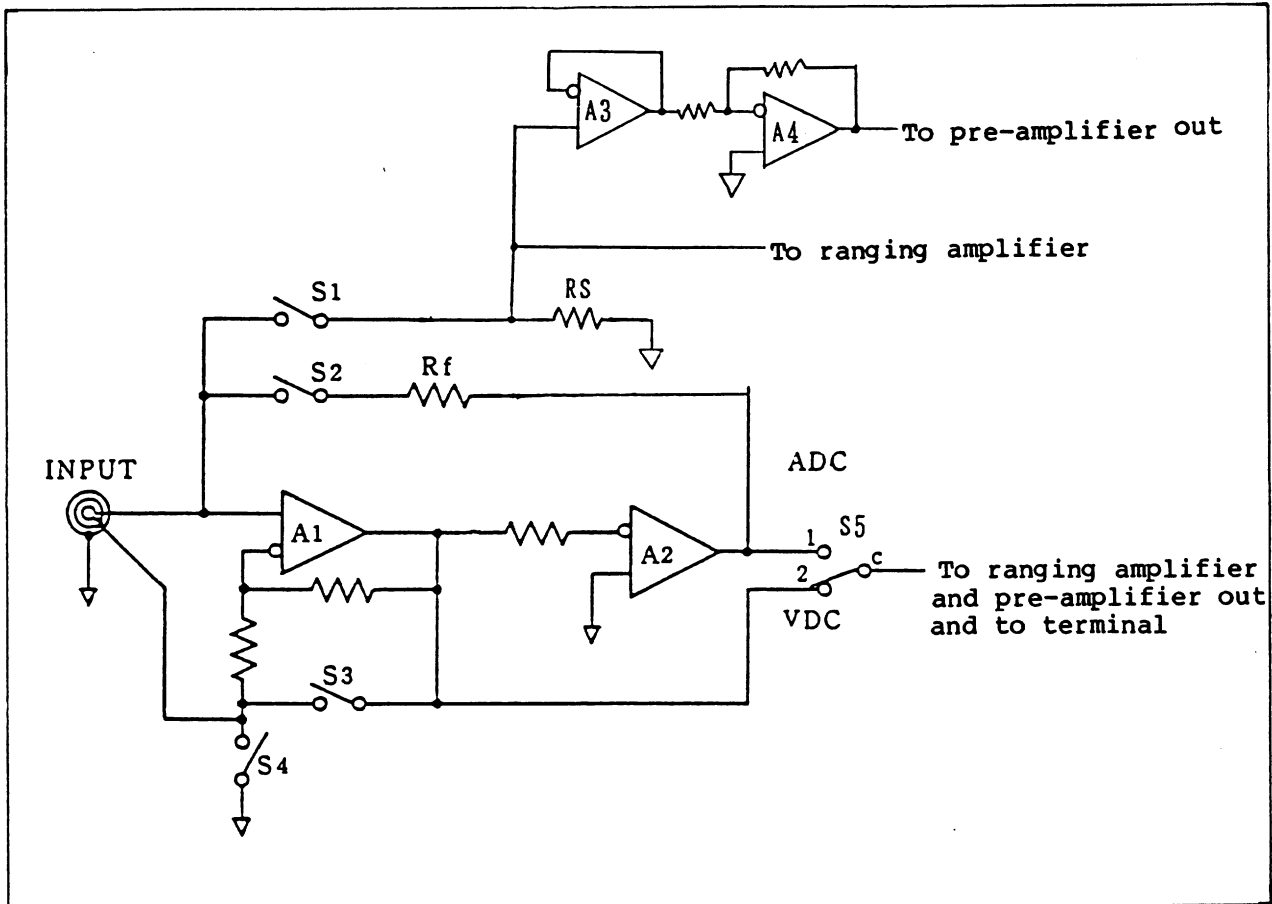 A3
A4
To pre-amplifier out
To ranging amplifier
S1
RS
S2
Rf
INPUT
ADC
A1
A2
1
S5
2
c
To ranging amplifier
and pre-amplifier out
and to terminal
VDC
S3
S4